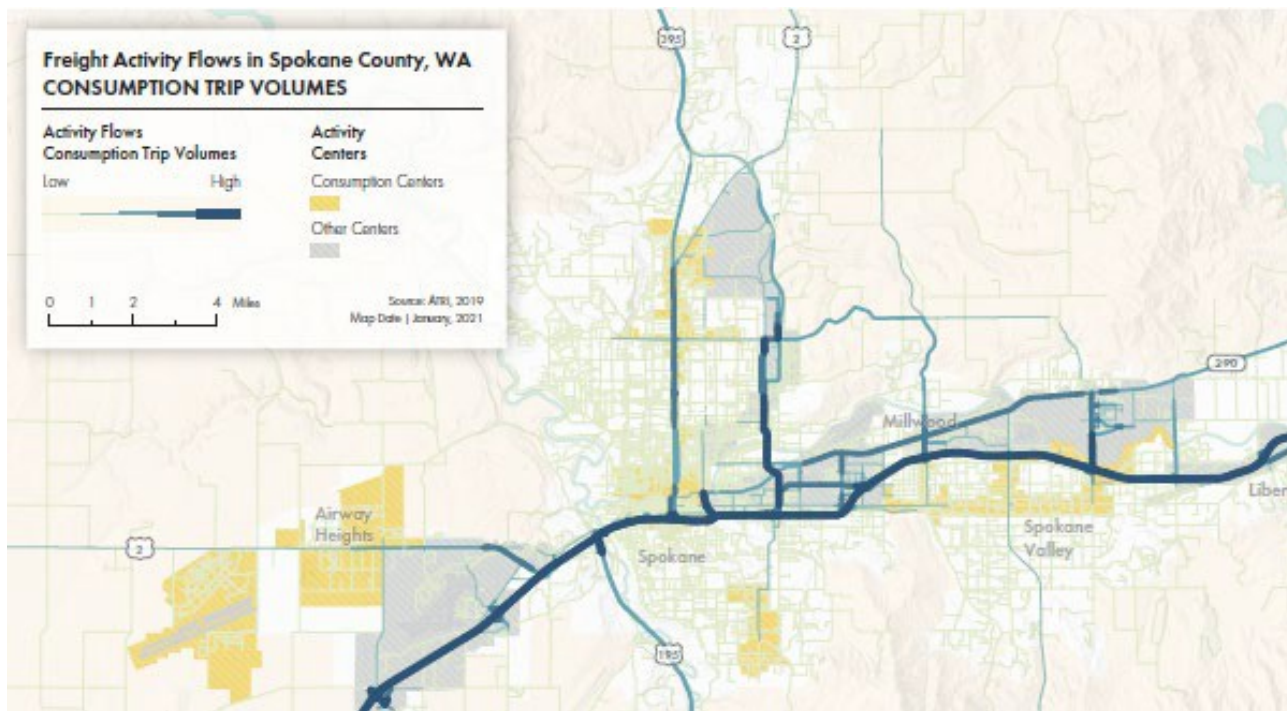 Freight Activity Flows in Spokane County, WA
CONSUMPTION TRIP VOLUMES
Activity Flows
Consumption Trip Volumes
Low High
Activity
Centers
Consumption Centers
Other Centers
0 1 2 4 Miles
Source: ATRI, 2019
Map Date | January, 2021
395
2
290
Millwood
Liber
Airway
Heights
2
Spokane
Spokane
Valley
195